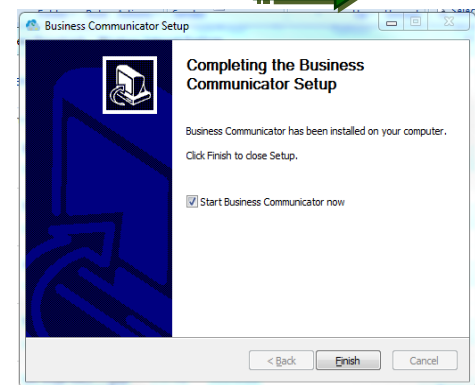 Business Communicator Setup
Completing the Business
Communicator Setup
Business Communicator has been installed on your computer.
Click Finish to close Setup.
Start Business Communicator now
< Back
Finish
Cancel